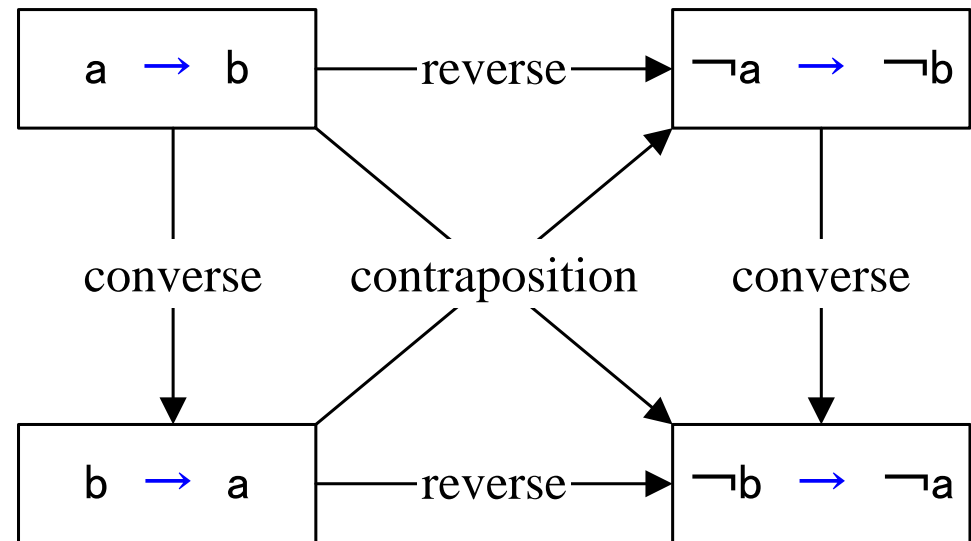 a → b reverse ¬a → ¬b
converse contraposition converse
b → a reverse ¬b → ¬a